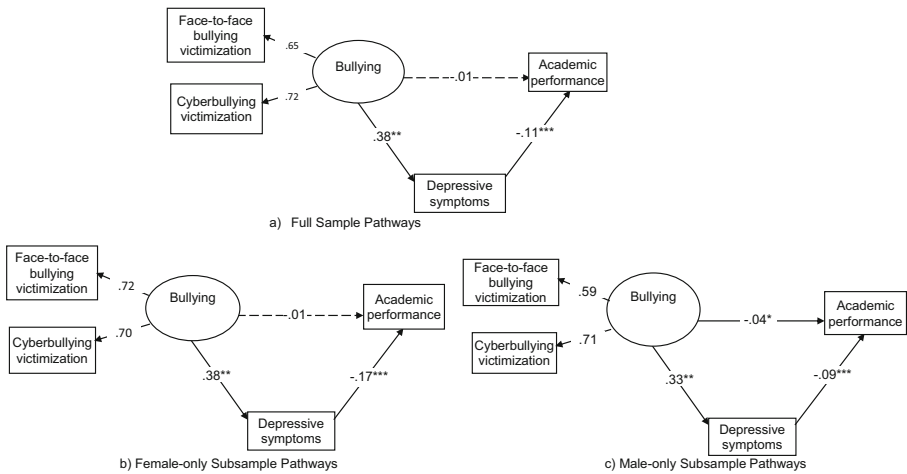 Face-to-face
bullying
victimization
.65
Bullying
Academic
performance
-.01
Cyberbullying
victimization
.72
.38**
-.11***
Depressive
symptoms
a) Full Sample Pathways
Face-to-face
bullying
victimization
.72
Bullying
Academic
performance
-.01
Cyberbullying
victimization
.70
.38**
-.17***
Depressive
symptoms
b) Female-only Subsample Pathways
Face-to-face
bullying
victimization
.59
Bullying
Academic
performance
-.04*
Cyberbullying
victimization
.71
.33**
-.09***
Depressive
symptoms
c) Male-only Subsample Pathways